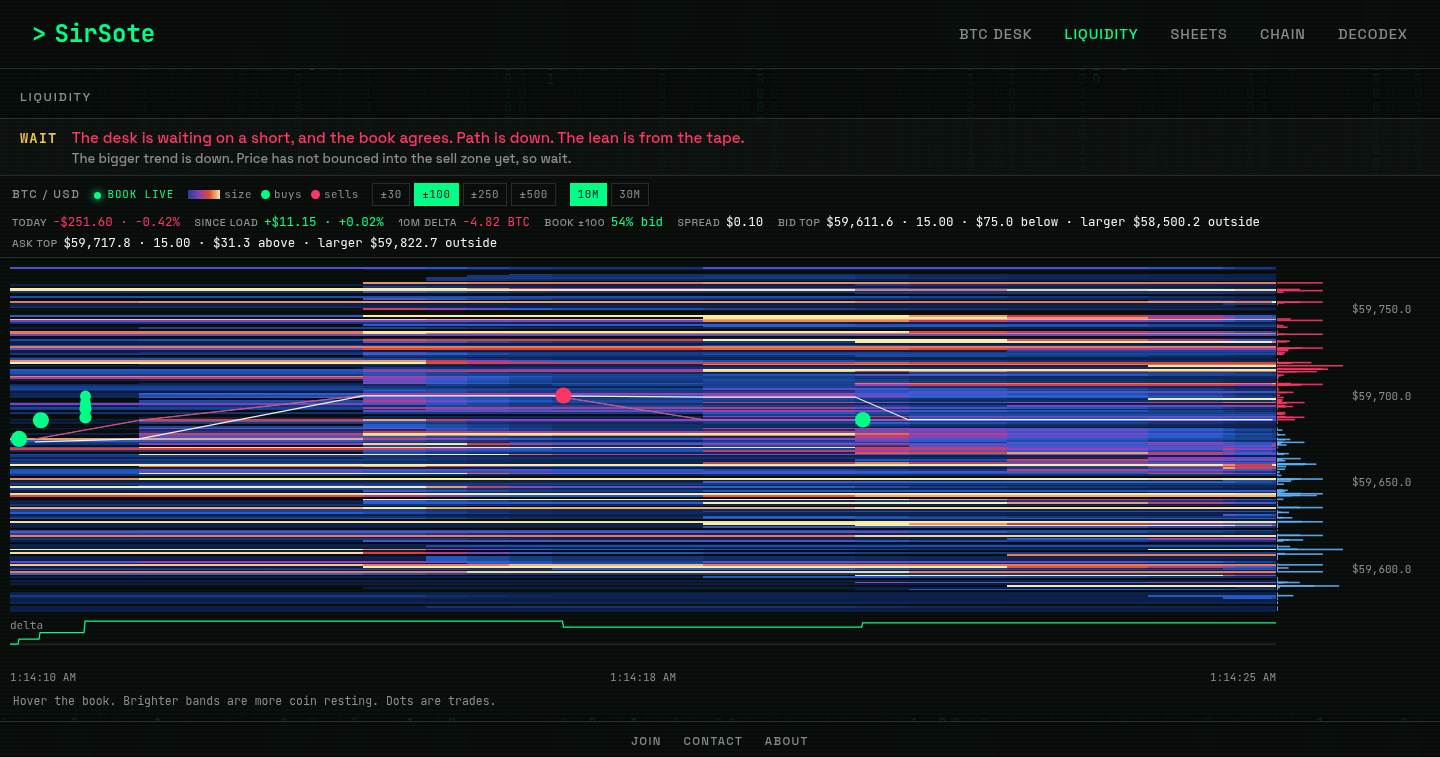 > SirSote
BTC DESK LIQUIDITY SHEETS CHAIN DECODEX
LIQUIDITY
WAIT The desk is waiting on a short, and the book agrees. Path is down. The lean is from the tape.
The bigger trend is down. Price has not bounced into the sell zone yet, so wait.
BTC / USD BOOK LIVE size buys sells ±30 ±100 ±250 ±500 10M 30M
TODAY -$251.60 · -0.42% SINCE LOAD +$11.15 · +0.02% 10M DELTA -4.82 BTC BOOK ±100 54% bid SPREAD $0.10 BID TOP $59,611.6 · 15.00 · $75.0 below · larger $58,500.2 outside
ASK TOP $59,717.8 · 15.00 · $31.3 above · larger $59,822.7 outside
$59,750.0
$59,700.0
$59,650.0
$59,600.0
delta
1:14:10 AM 1:14:18 AM 1:14:25 AM
Hover the book. Brighter bands are more coin resting. Dots are trades.
JOIN CONTACT ABOUT